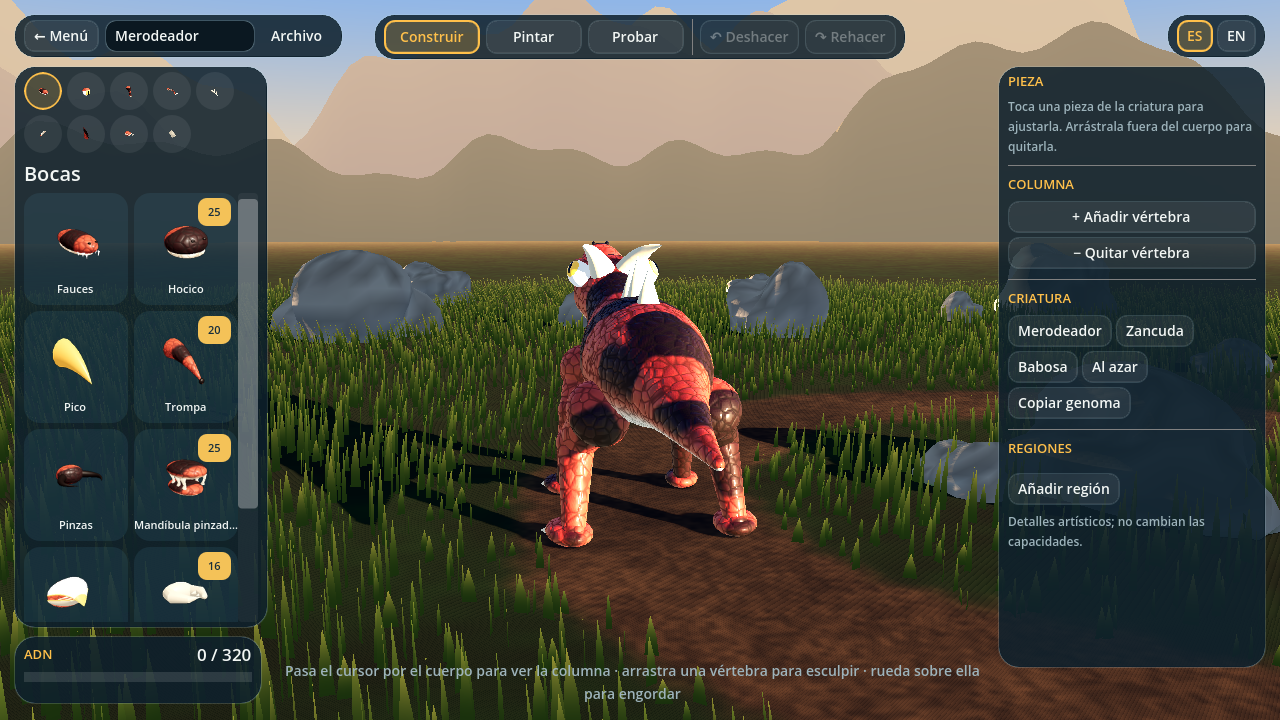 ← Menú
Merodeador
Archivo
Construir
Pintar
Probar
↶ Deshacer
↷ Rehacer
ES
EN
Bocas
25
Fauces
Hocico
20
Pico
Trompa
25
Pinzas
Mandíbula pinzad...
16
ADN
0 / 320
PIEZA
Toca una pieza de la criatura para
ajustarla. Arrástrala fuera del cuerpo para
quitarla.
COLUMNA
+ Añadir vértebra
− Quitar vértebra
CRIATURA
Merodeador
Zancuda
Babosa
Al azar
Copiar genoma
REGIONES
Añadir región
Detalles artísticos; no cambian las
capacidades.
Pasa el cursor por el cuerpo para ver la columna · arrastra una vértebra para esculpir · rueda sobre ella
para engordar